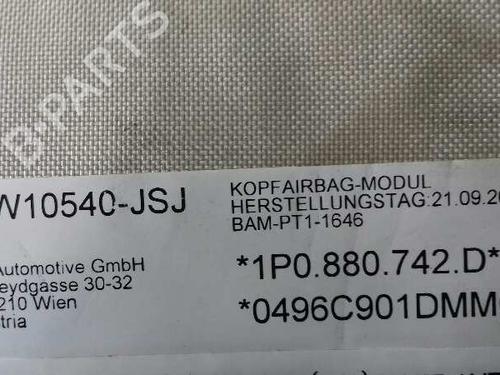 B-PARTS
W10540-JSJ
KOPFAIRBAG-MODUL
HERSTELLUNGSTAG:21.09.20
BAM-PT1-1646
Automotive GmbH
eydgasse 30-32
210 Wien
tria
*1P0.880.742.D*
*0496C901DMM